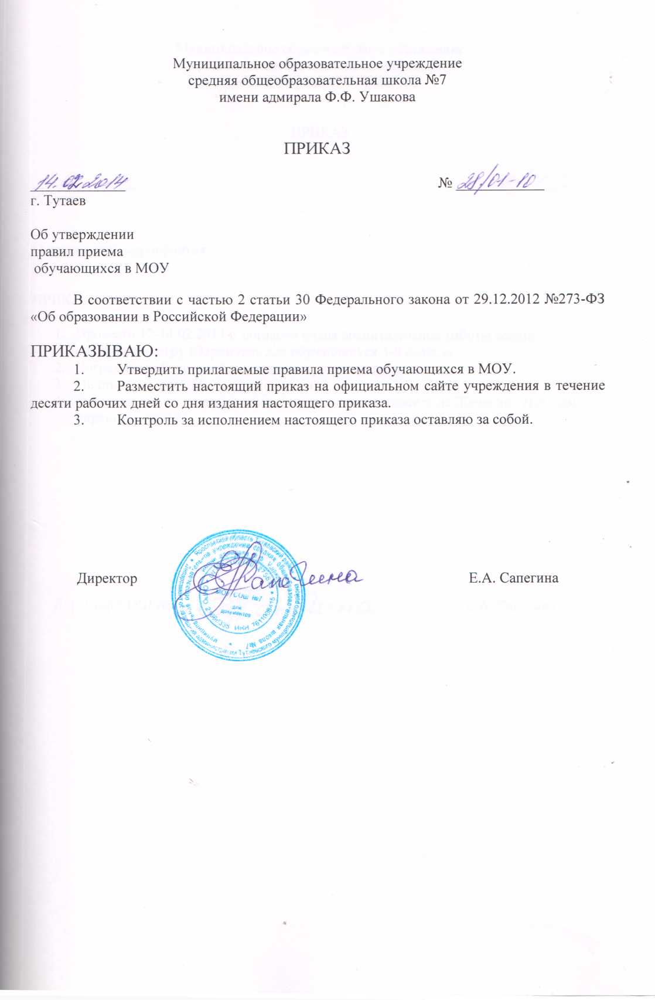 Муниципальное образовательное учреждение
средняя общеобразовательная школа №7
имени адмирала Ф.Ф. Ушакова
ПРИКАЗ
14.02.2014 № 28/01-10
г. Тутаев
Об утверждении
правил приема
обучающихся в МОУ
В соответствии с частью 2 статьи 30 Федерального закона от 29.12.2012 №273-ФЗ
«Об образовании в Российской Федерации»
ПРИКАЗЫВАЮ:
1. Утвердить прилагаемые правила приема обучающихся в МОУ.
2. Разместить настоящий приказ на официальном сайте учреждения в течение
десяти рабочих дней со дня издания настоящего приказа.
3. Контроль за исполнением настоящего приказа оставляю за собой.
Директор Сапегина Е.А. Сапегина
МОУ СОШ №7
для
документов